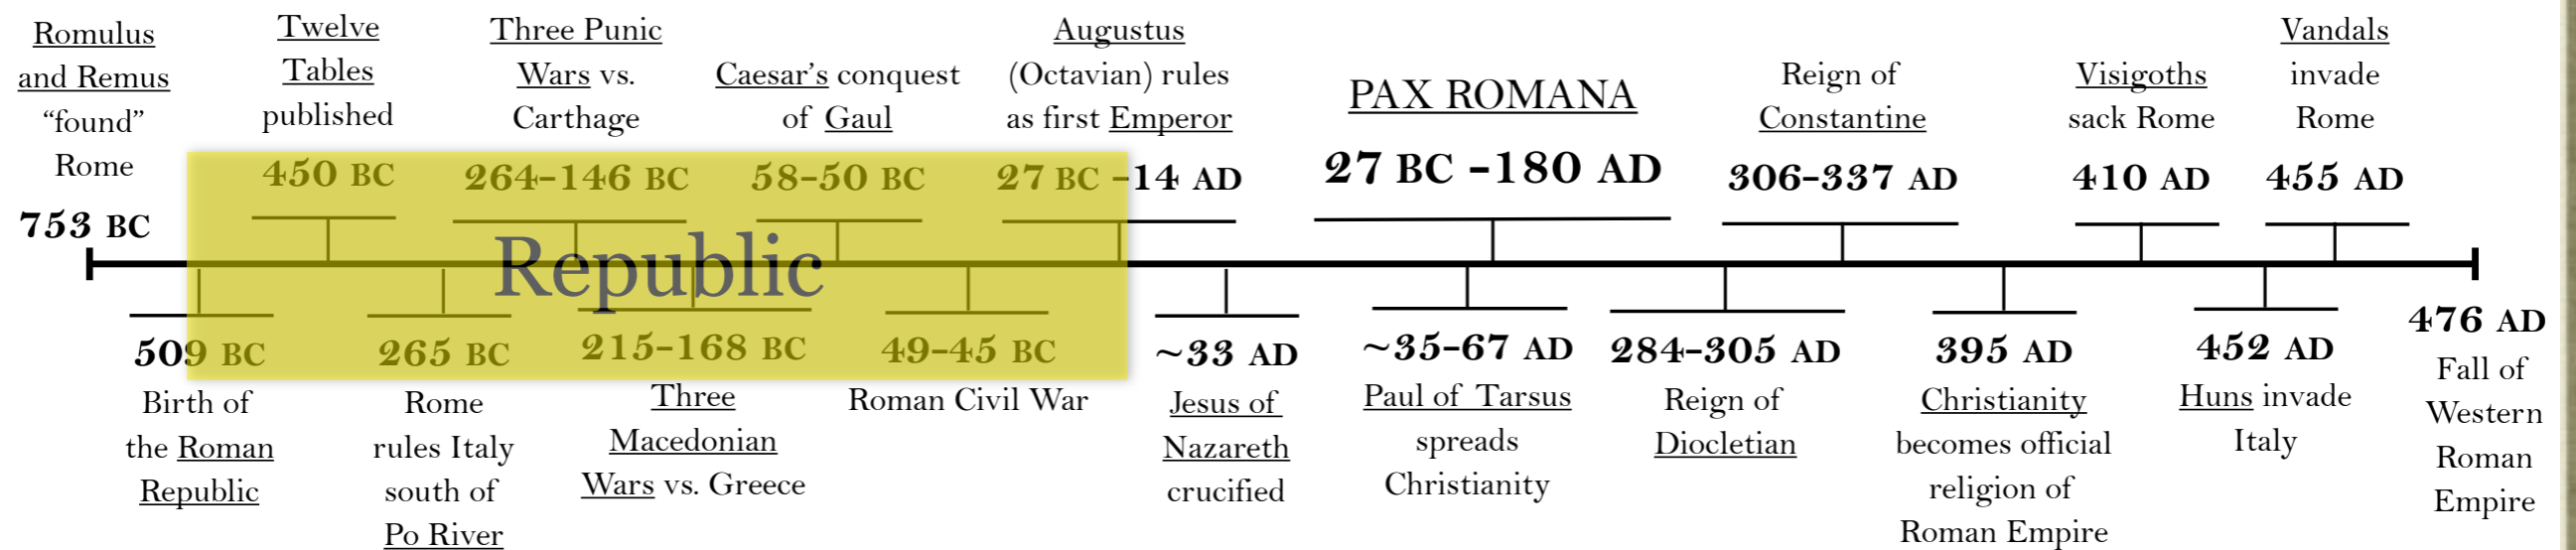 Romulus
and Remus
“found”
Rome
753 BC
Twelve
Tables
published
450 BC
Three Punic
Wars vs.
Carthage
264–146 BC
Caesar’s conquest
of Gaul
58–50 BC
Augustus
(Octavian) rules
as first Emperor
27 BC –14 AD
PAX ROMANA
27 BC –180 AD
Reign of
Constantine
306–337 AD
Visigoths
sack Rome
410 AD
Vandals
invade
Rome
455 AD
Republic
509 BC
Birth of
the Roman
Republic
265 BC
Rome
rules Italy
south of
Po River
215–168 BC
Three
Macedonian
Wars vs. Greece
49–45 BC
Roman Civil War
~33 AD
Jesus of
Nazareth
crucified
~35–67 AD
Paul of Tarsus
spreads
Christianity
284–305 AD
Reign of
Diocletian
395 AD
Christianity
becomes official
religion of
Roman Empire
452 AD
Huns invade
Italy
476 AD
Fall of
Western
Roman
Empire